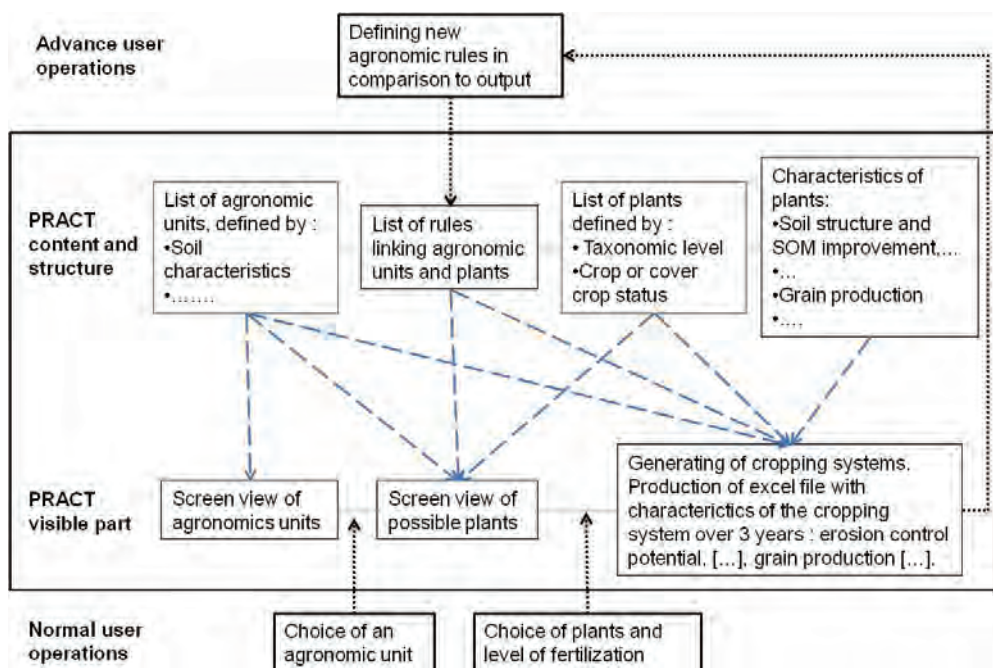 Advance user
operations
Defining new
agronomic rules in
comparison to output
PRACT
content and
structure
List of agronomic
units, defined by :
•Soil
characteristics
•.......
List of rules
linking agronomic
units and plants
List of plants
defined by :
• Taxonomic level
•Crop or cover
crop status
Characteristics of
plants:
•Soil structure and
SOM improvement,...
•...
•Grain production
•....
PRACT
visible part
Screen view of
agronomics units
Screen view of
possible plants
Generating of cropping systems.
Production of excel file with
charaterictics of the cropping
system over 3 years : erosion control
potential, [...], grain production [...].
Normal user
operations
Choice of an
agronomic unit
Choice of plants and
level of fertilization